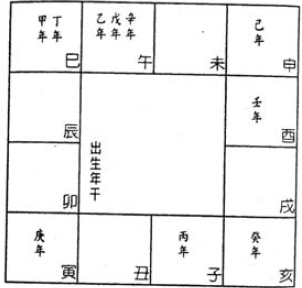 甲年
丁年
巳
乙年
戊年
辛年
午
未
己年
申
辰
壬年
酉
卯
出生年干
戌
庚年
寅
丑
丙年
子
癸年
亥